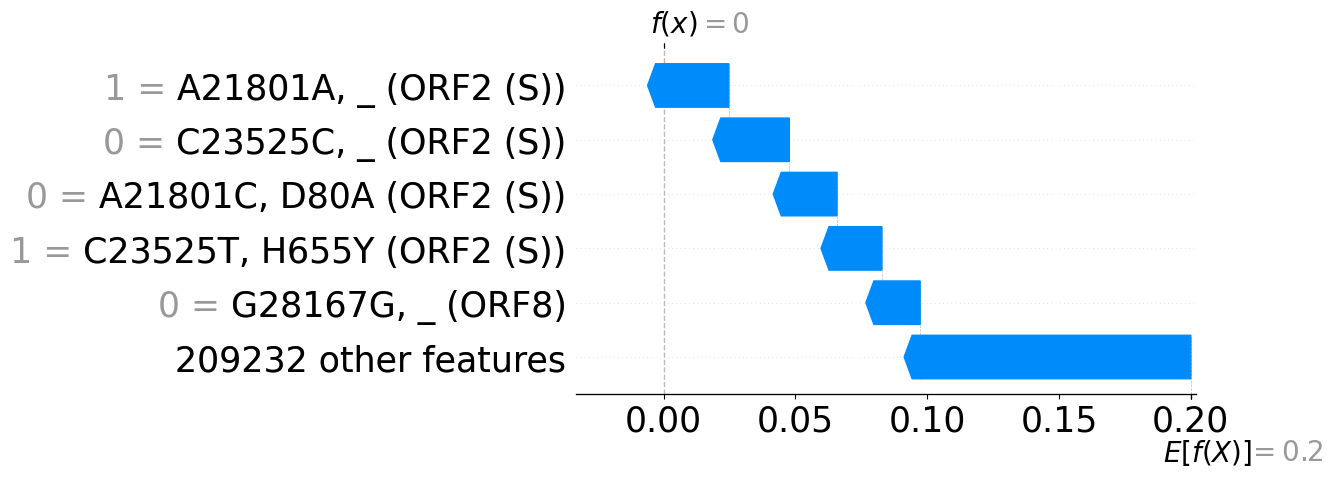 f(x) = 0
1 = A21801A, _ (ORF2 (S))
0 = C23525C, _ (ORF2 (S))
0 = A21801C, D80A (ORF2 (S))
1 = C23525T, H655Y (ORF2 (S))
0 = G28167G, _ (ORF8)
209232 other features
0.00 0.05 0.10 0.15 0.20
E[f(X)] = 0.2